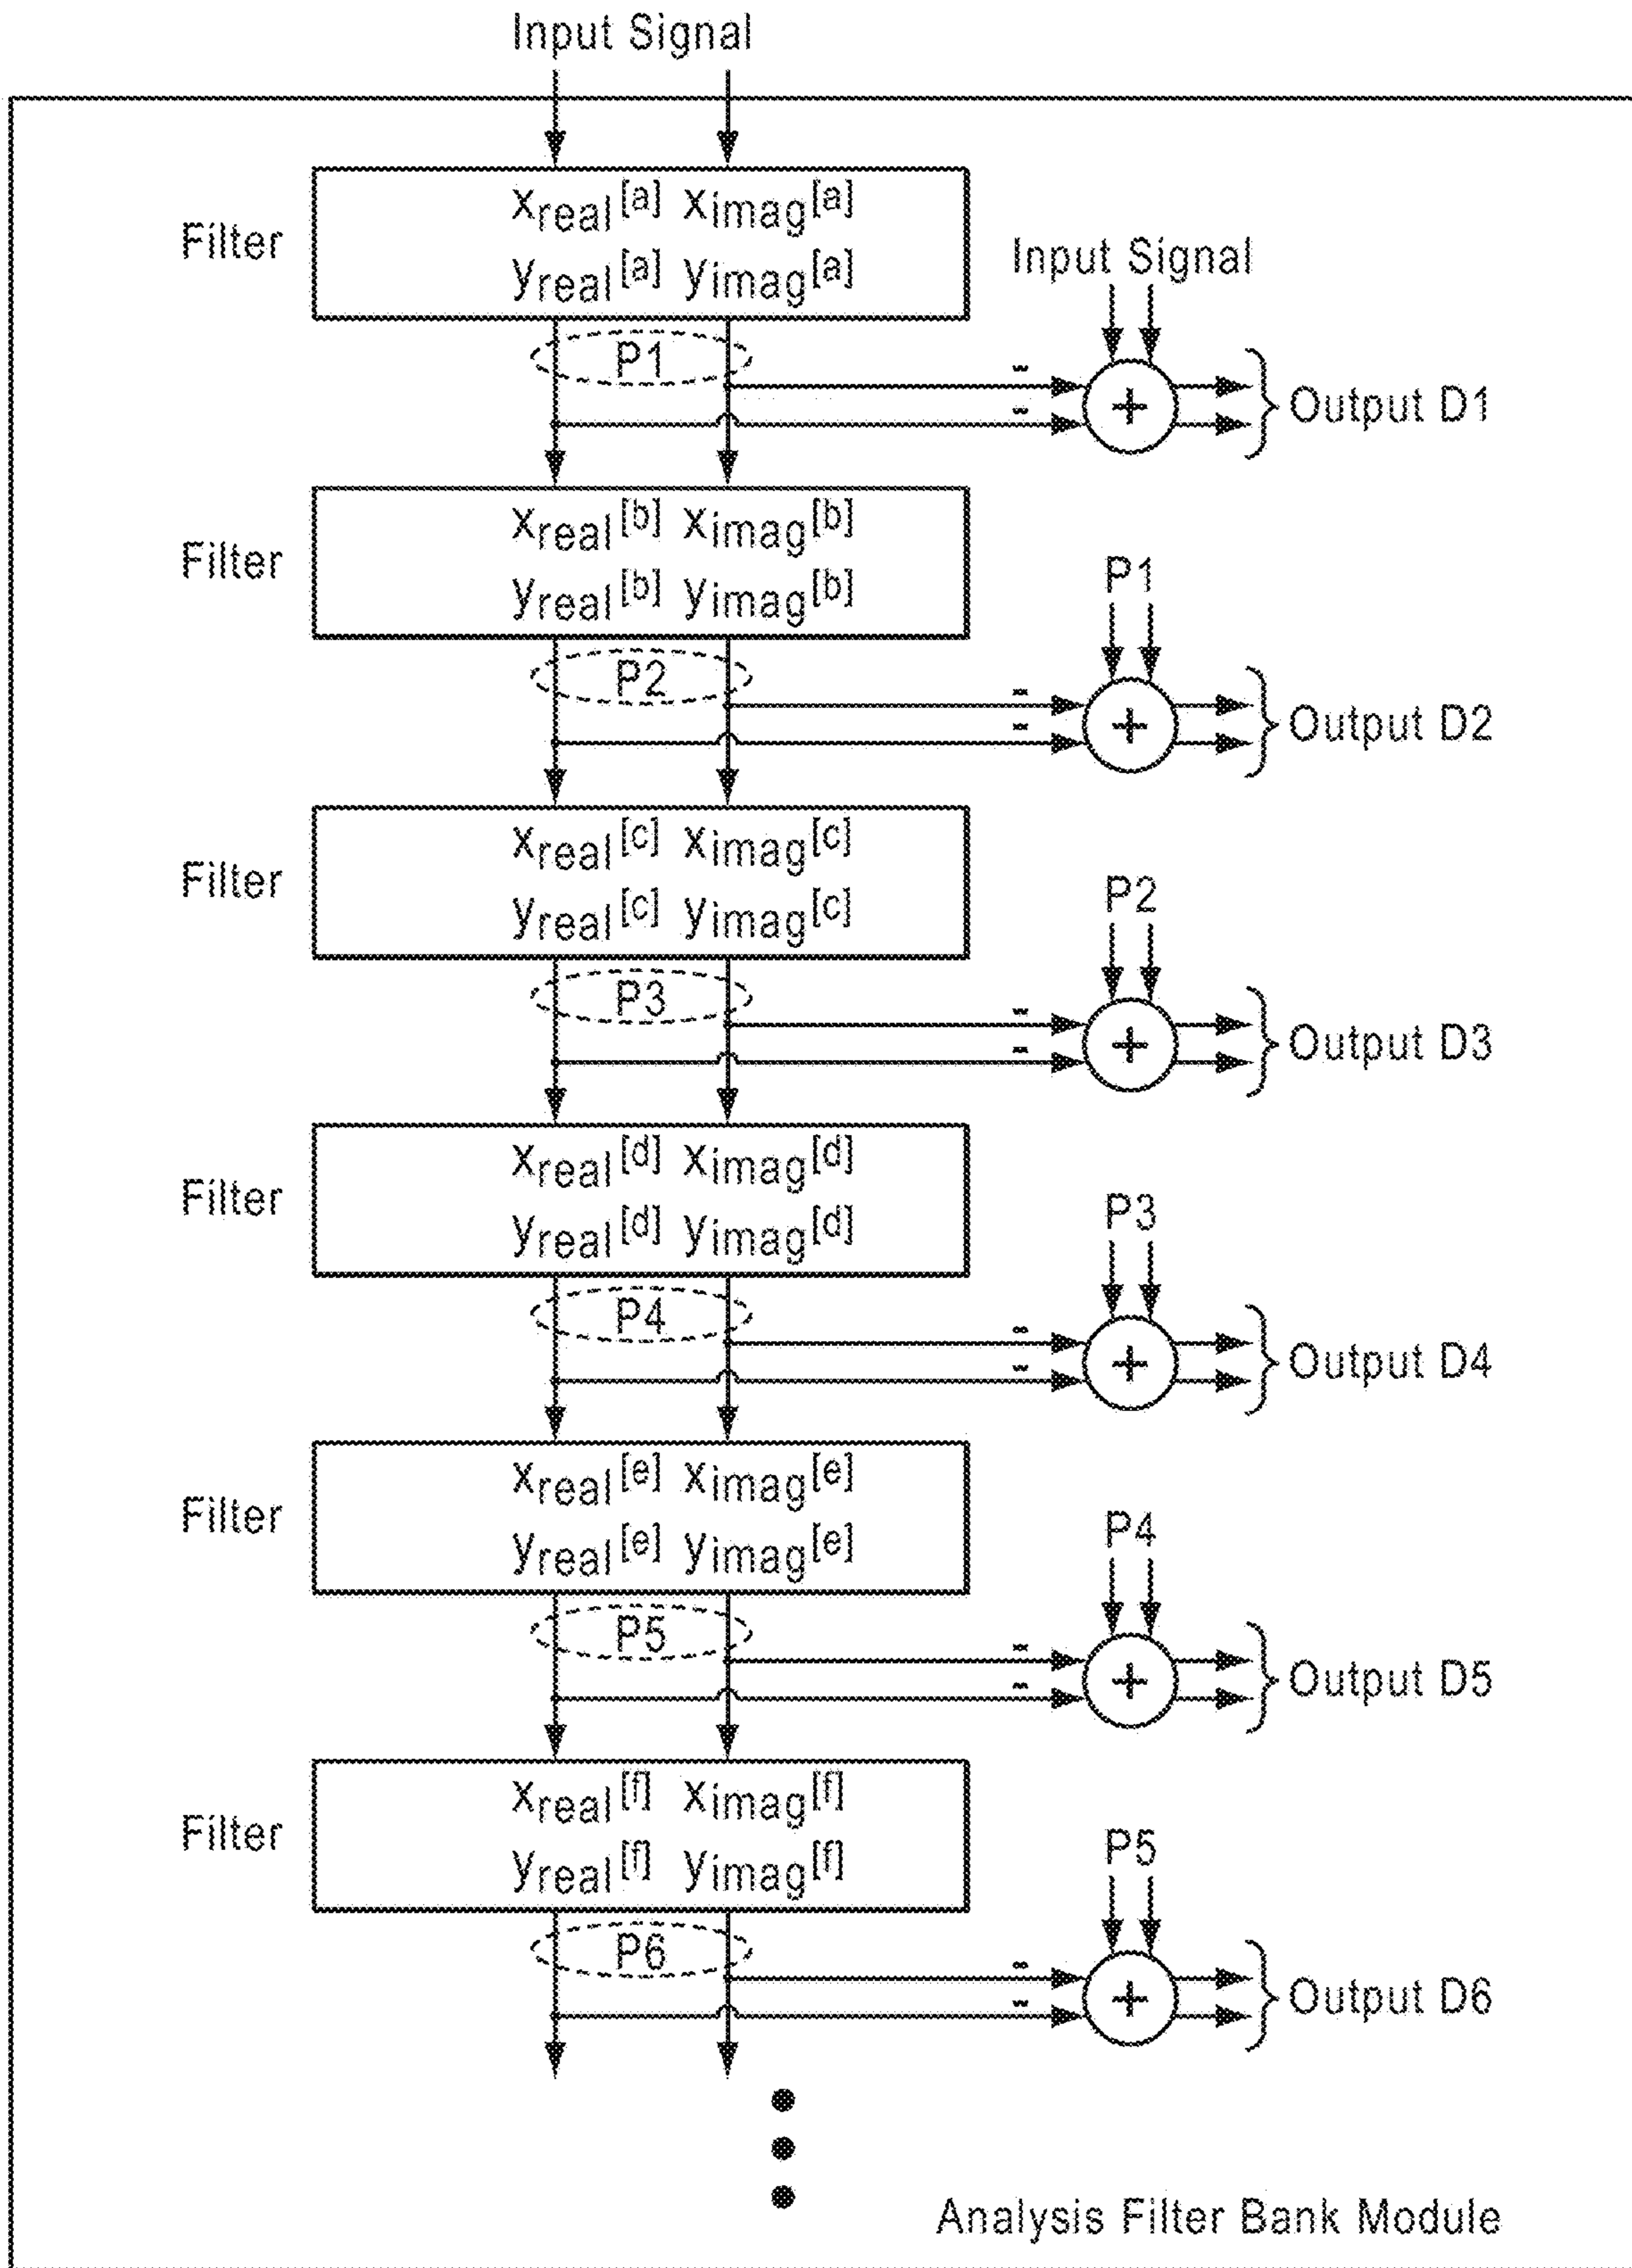 Input Signal
Filter
xreal[a] ximag[a]
yreal[a] yimag[a]
Input Signal
P1
- 
-
+
Output D1
Filter
xreal[b] ximag[b]
yreal[b] yimag[b]
P1
P2
-
-
+
Output D2
Filter
xreal[c] ximag[c]
yreal[c] yimag[c]
P2
P3
-
-
+
Output D3
Filter
xreal[d] ximag[d]
yreal[d] yimag[d]
P3
P4
-
-
+
Output D4
Filter
xreal[e] ximag[e]
yreal[e] yimag[e]
P4
P5
-
-
+
Output D5
Filter
xreal[f] ximag[f]
yreal[f] yimag[f]
P5
P6
-
-
+
Output D6
Analysis Filter Bank Module